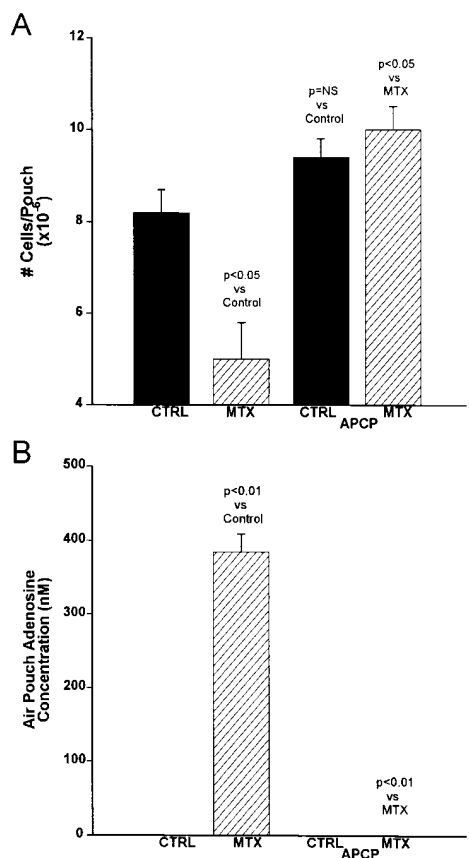 A
# Cells/Pouch
(x10⁻⁶)
12
10
8
6
4
p<0.05
vs
Control
p=NS
vs
Control
p<0.05
vs
MTX
CTRL
MTX
CTRL
MTX
APCP
B
Air Pouch Adenosine
Concentration (nM)
500
400
300
200
100
0
p<0.01
vs
Control
p<0.01
vs
MTX
CTRL
MTX
CTRL
MTX
APCP